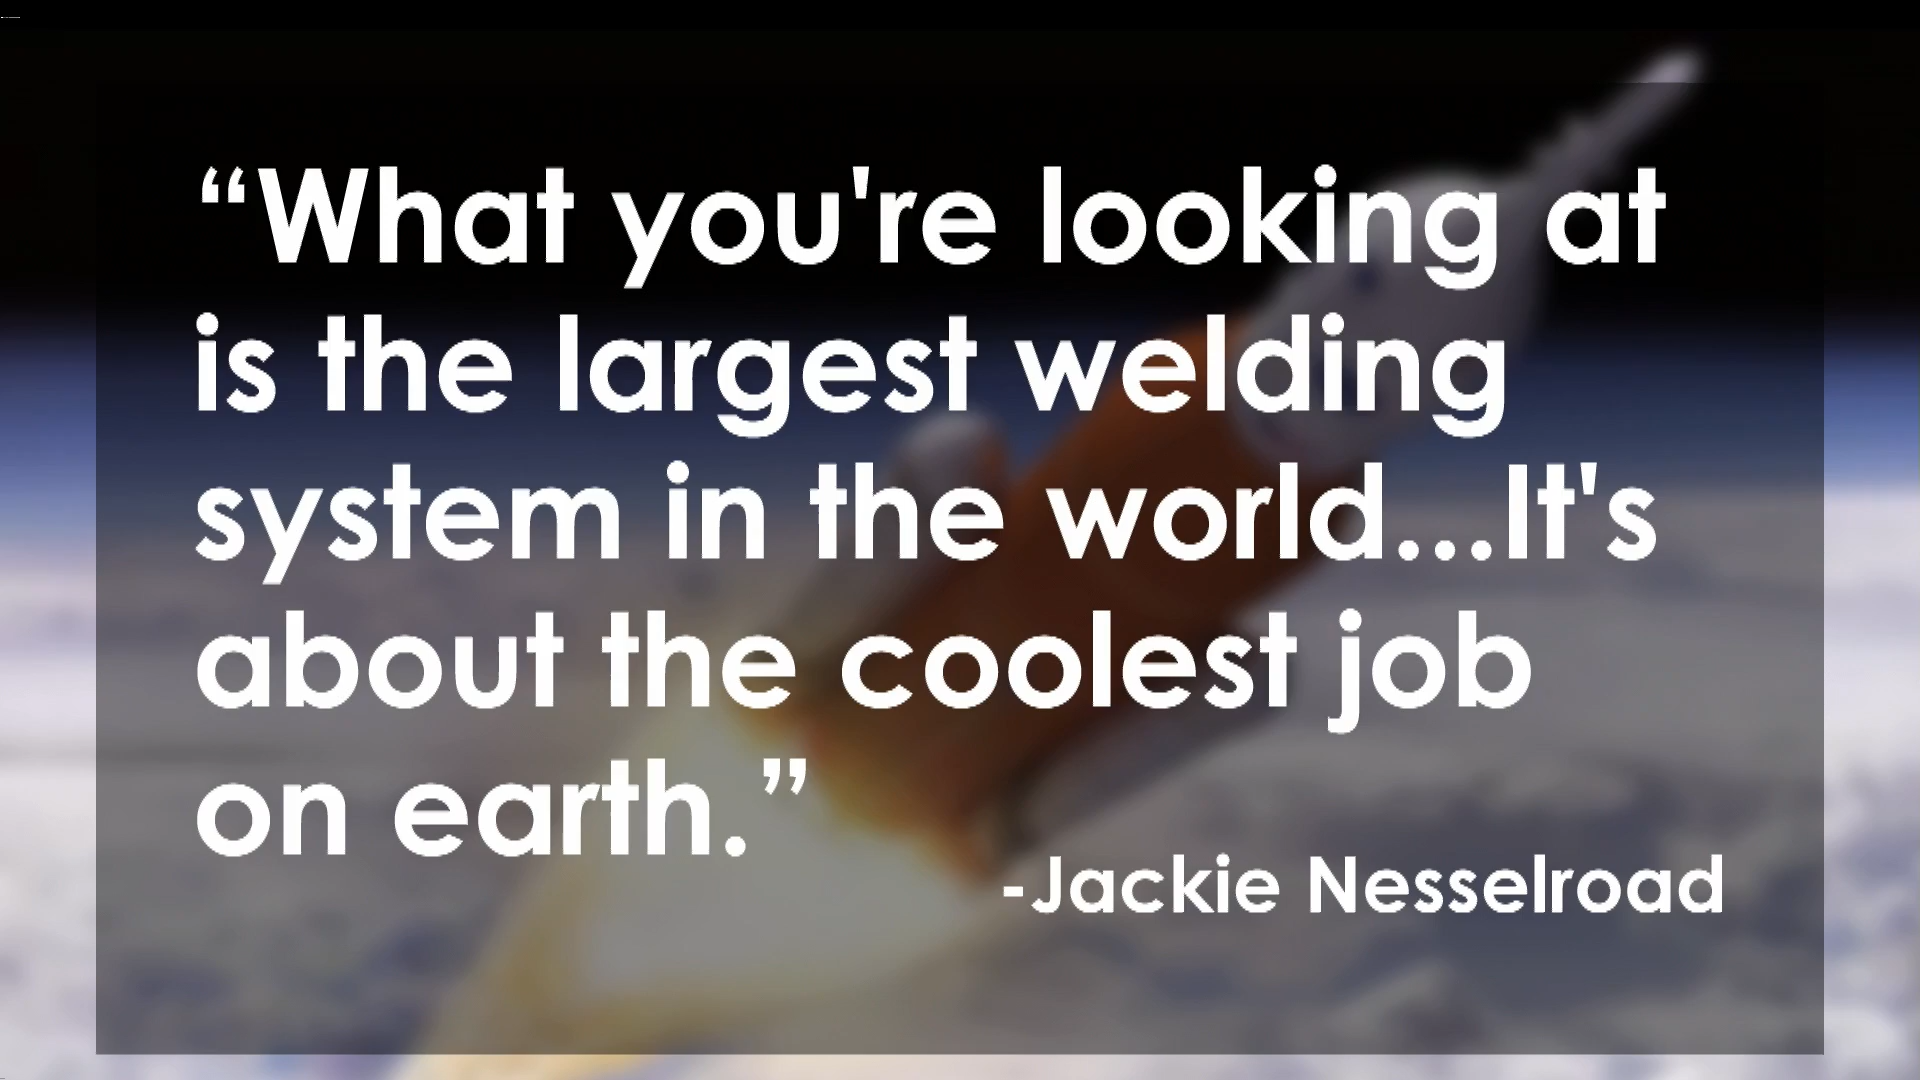 “What you're looking at
is the largest welding
system in the world...It's
about the coolest job
on earth.”
-Jackie Nesselroad